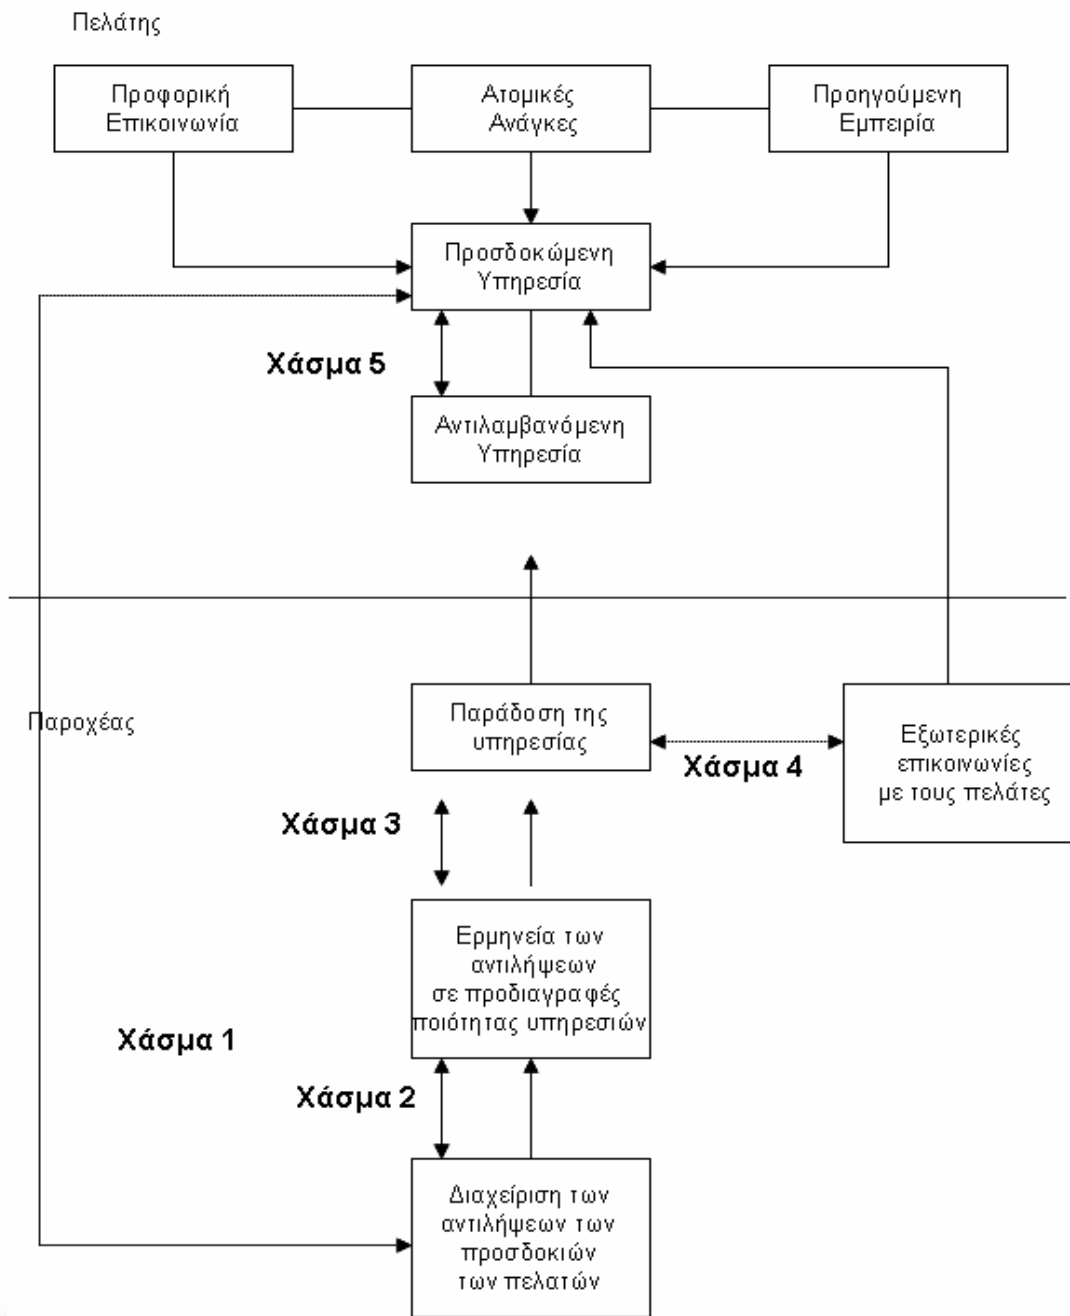 Πελάτης
Προφορική
Επικοινωνία
Ατομικές
Ανάγκες
Προηγούμενη
Εμπειρία
Προσδοκώμενη
Υπηρεσία
Χάσμα 5
Αντιλαμβανόμενη
Υπηρεσία
Παροχέας
Παράδοση της
υπηρεσίας
Χάσμα 4
Εξωτερικές
επικοινωνίες
με τους πελάτες
Χάσμα 3
Ερμηνεία των
αντιλήψεων
σε προδιαγραφές
ποιότητας υπηρεσιών
Χάσμα 1
Χάσμα 2
Διαχείριση των
αντιλήψεων των
προσδοκιών
των πελατών